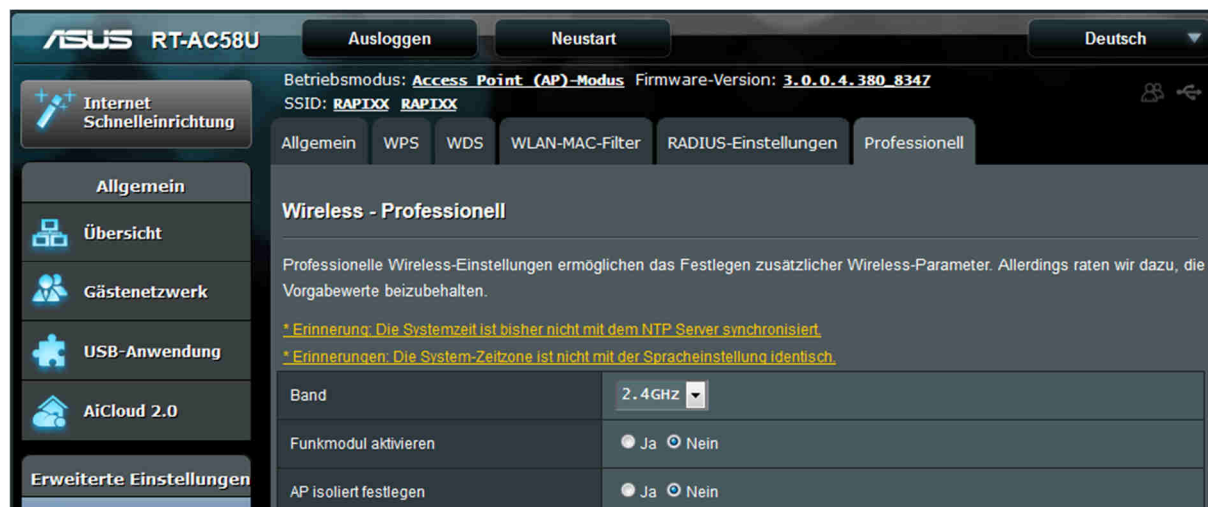 ASUS RT-AC58U Ausloggen Neustart Deutsch
Betriebsmodus: Access Point (AP)-Modus Firmware-Version: 3.0.0.4.380_8347
SSID: RAPIXX RAPIXX
Internet
Schnelleinrichtung
Allgemein WPS WDS WLAN-MAC-Filter RADIUS-Einstellungen Professionell
Allgemein
Übersicht
Gästenetzwerk
USB-Anwendung
AiCloud 2.0
Erweiterte Einstellungen
Wireless - Professionell
Professionelle Wireless-Einstellungen ermöglichen das Festlegen zusätzlicher Wireless-Parameter. Allerdings raten wir dazu, die
Vorgabewerte beizubehalten.
* Erinnerung: Die Systemzeit ist bisher nicht mit dem NTP Server synchronisiert.
* Erinnerungen: Die System-Zeitzone ist nicht mit der Spracheinstellung identisch.
Band 2.4GHz
Funkmodul aktivieren Ja Nein
AP isoliert festlegen Ja Nein